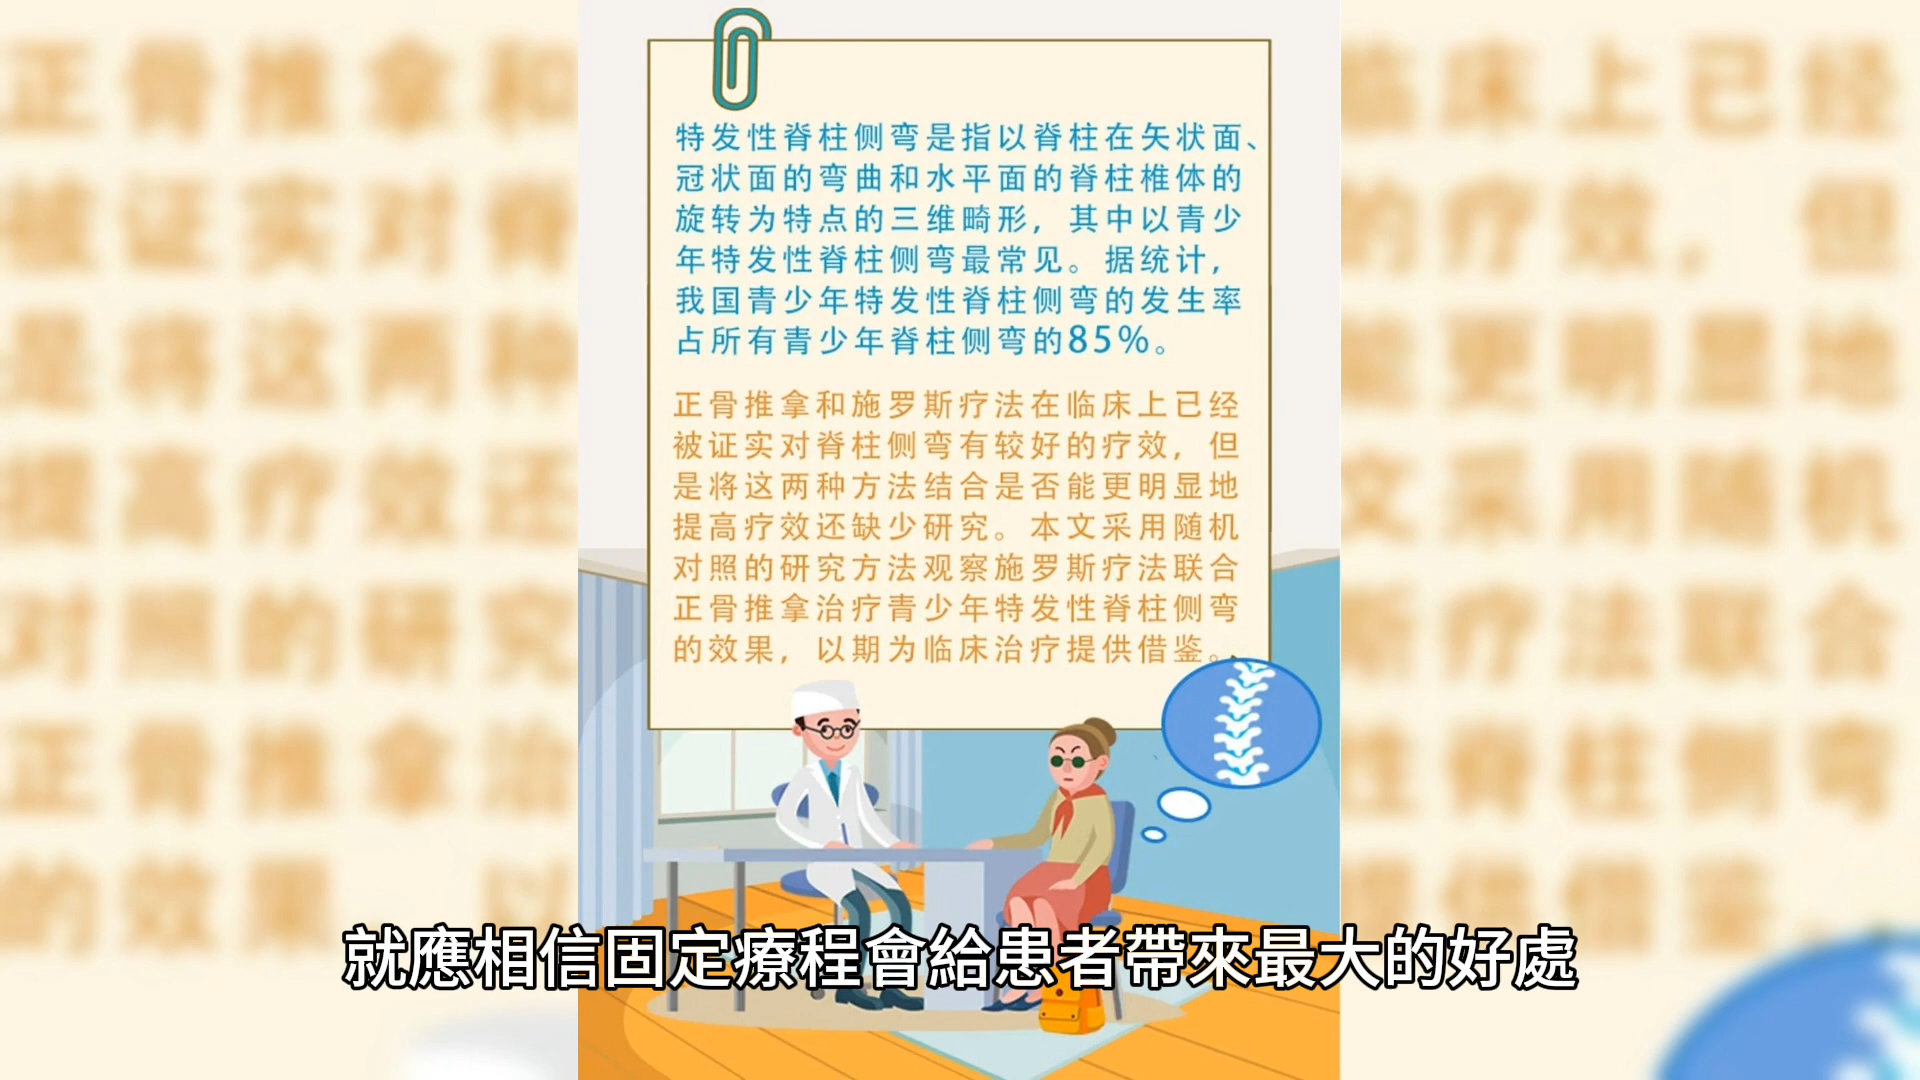 特发性脊柱侧弯是指以脊柱在矢状面、
冠状面的弯曲和水平面的脊柱椎体的
旋转为特点的三维畸形，其中以青少
年特发性脊柱侧弯最常见。据统计，
我国青少年特发性脊柱侧弯的发生率
占所有青少年脊柱侧弯的85%。
正骨推拿和施罗斯疗法在临床上已经
被证实对脊柱侧弯有较好的疗效，但
是将这两种方法结合是否能更明显地
提高疗效还缺少研究。本文采用随机
对照的研究方法观察施罗斯疗法联合
正骨推拿治疗青少年特发性脊柱侧弯
的效果，以期为临床治疗提供借鉴。
就應相信固定療程會給患者帶來最大的好處